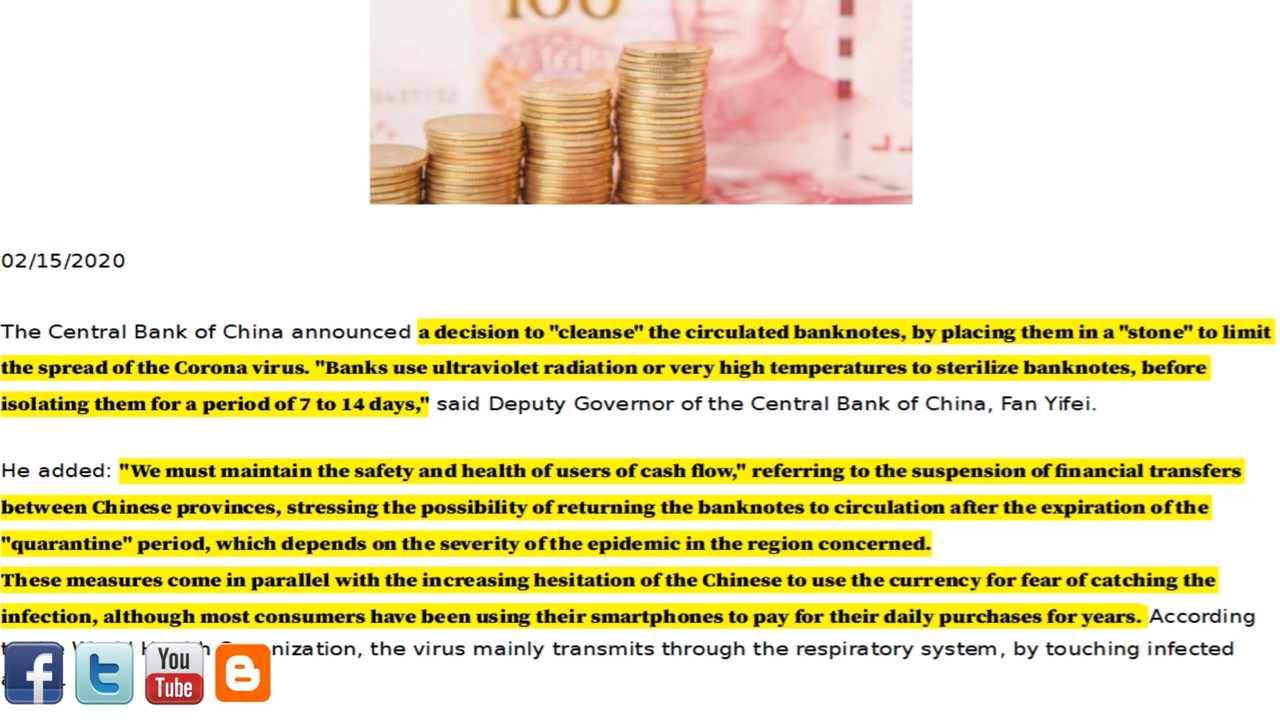 100
02/15/2020
The Central Bank of China announced a decision to "cleanse" the circulated banknotes, by placing them in a "stone" to limit
the spread of the Corona virus. "Banks use ultraviolet radiation or very high temperatures to sterilize banknotes, before
isolating them for a period of 7 to 14 days," said Deputy Governor of the Central Bank of China, Fan Yifei.
He added: "We must maintain the safety and health of users of cash flow," referring to the suspension of financial transfers
between Chinese provinces, stressing the possibility of returning the banknotes to circulation after the expiration of the
"quarantine" period, which depends on the severity of the epidemic in the region concerned.
These measures come in parallel with the increasing hesitation of the Chinese to use the currency for fear of catching the
infection, although most consumers have been using their smartphones to pay for their daily purchases for years. According
the virus mainly transmits through the respiratory system, by touching infected
You
Tube